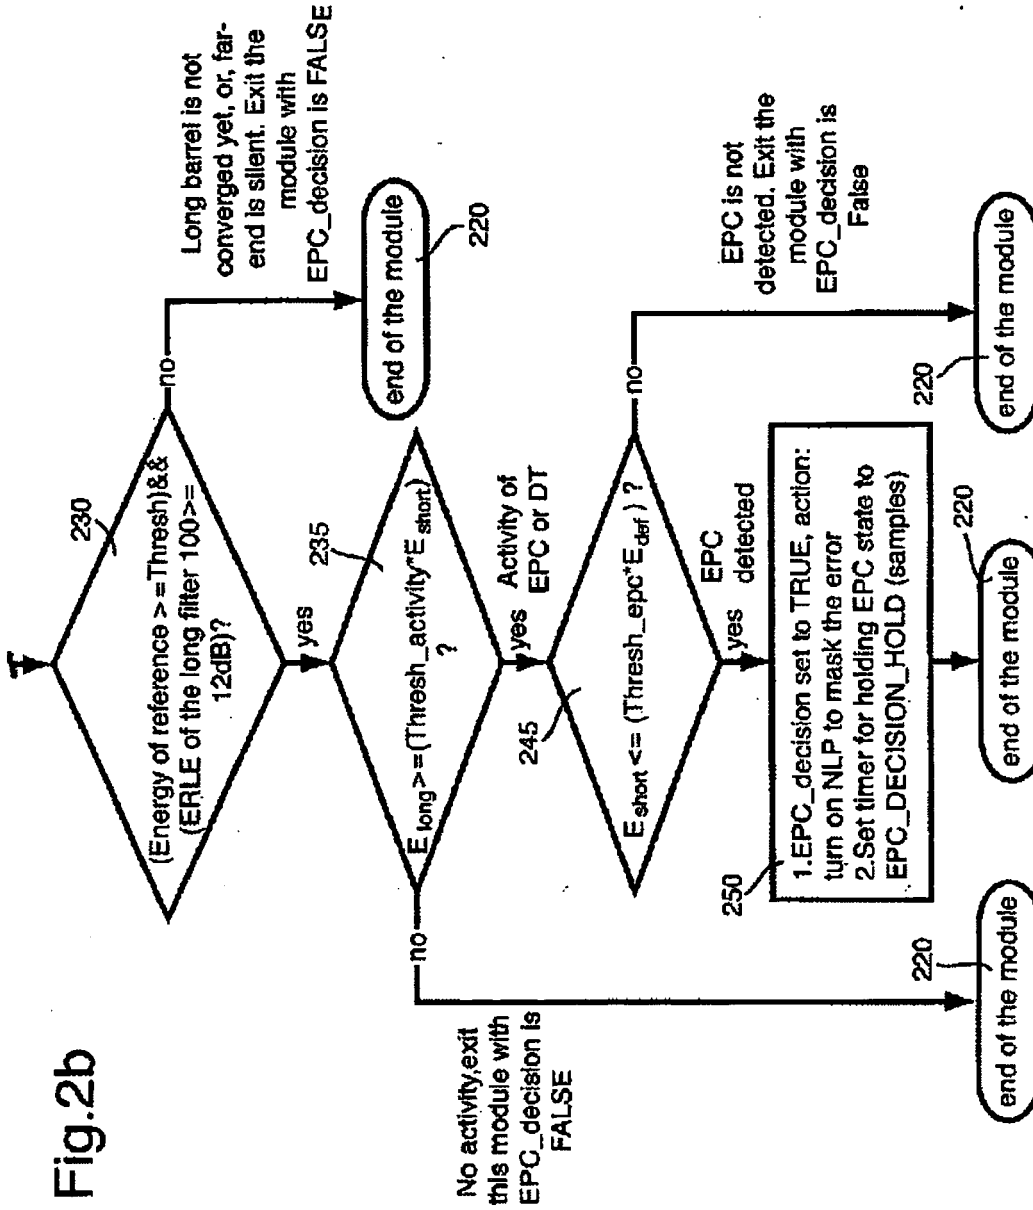 Fig.2b
230
(Energy of reference >=Thresh)&&
(ERLE of the long filter 100>=
12dB)?
no
Long barrel is not
converged yet, or, far-
end is silent. Exit the
module with
EPC_decision is FALSE
end of the module
220
yes
235
E long >=(Thresh_activity*E short)
?
no
No activity,exit
this module with
EPC_decision is
FALSE
220
end of the module
yes
Activity of
EPC or DT
245
E short <= (Thresh_epc*E def) ?
no
EPC is not
detected. Exit the
module with
EPC_decision is
False
220
end of the module
yes
EPC
detected
250
1.EPC_decision set to TRUE, action:
turn on NLP to mask the error
2.Set timer for holding EPC state to
EPC_DECISION_HOLD (samples)
220
end of the module